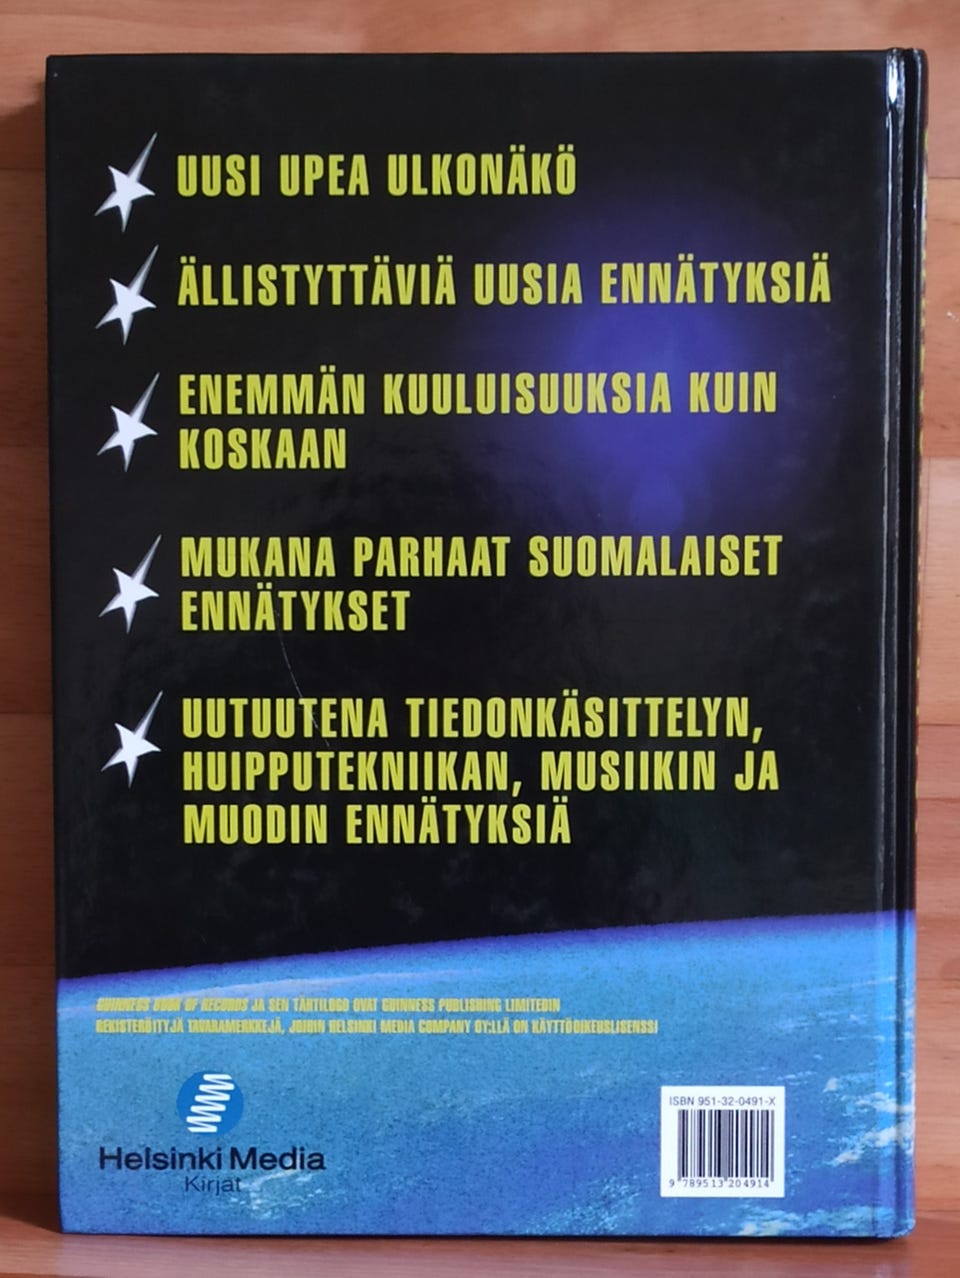 UUSI UPEA ULKONÄKÖ
ÄLLISTYTTÄVIÄ UUSIA ENNÄTYKSIÄ
ENEMMÄN KUULUISUUKSIA KUIN
KOSKAAN
MUKANA PARHAAT SUOMALAISET
ENNÄTYKSET
UUTUUTENA TIEDONKÄSITTELYN,
HUIPPUTEKNIIKAN, MUSIIKIN JA
MUODIN ENNÄTYKSIÄ
GUINNESS BOOK OF RECORDS JA SEN TÄHTILOGO OVAT GUINNESS PUBLISHING LIMITEDIN
REKISTERÖITYJÄ TAVARAMERKKEJÄ, JOIHIN HELSINKI MEDIA COMPANY OY:LLÄ ON KÄYTTÖOIKEUSLISENSSI
Helsinki Media
Kirjat
ISBN 951-32-0491-X
9 789513 204914